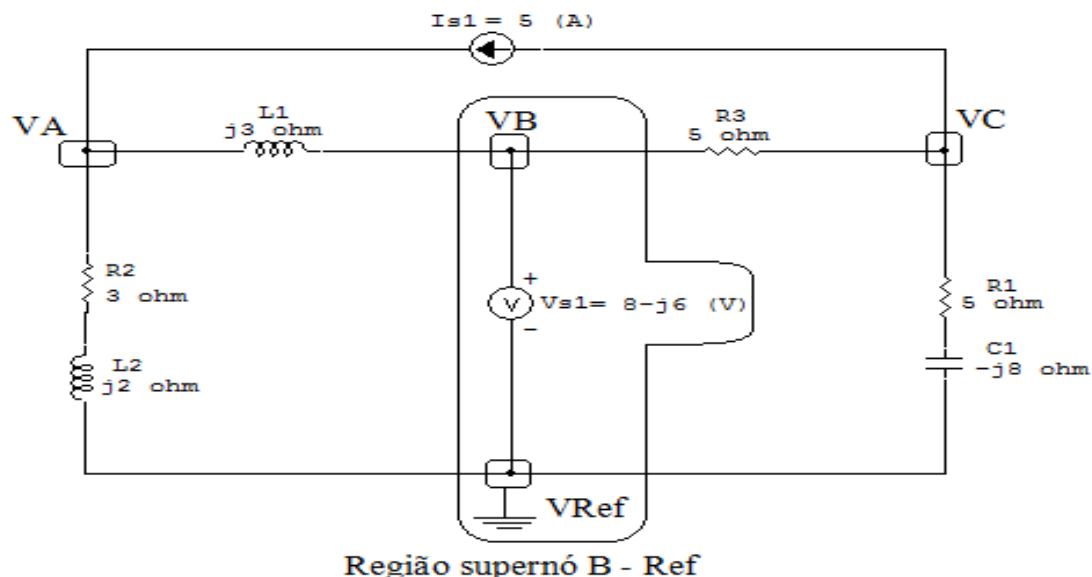 Is1 = 5 (A)
VA
L1
j3 ohm
VB
R3
5 ohm
VC
R2
3 ohm
L2
j2 ohm
+
V
Vs1= 8-j6 (V)
-
R1
5 ohm
C1
-j8 ohm
VRef
Região supernó B - Ref